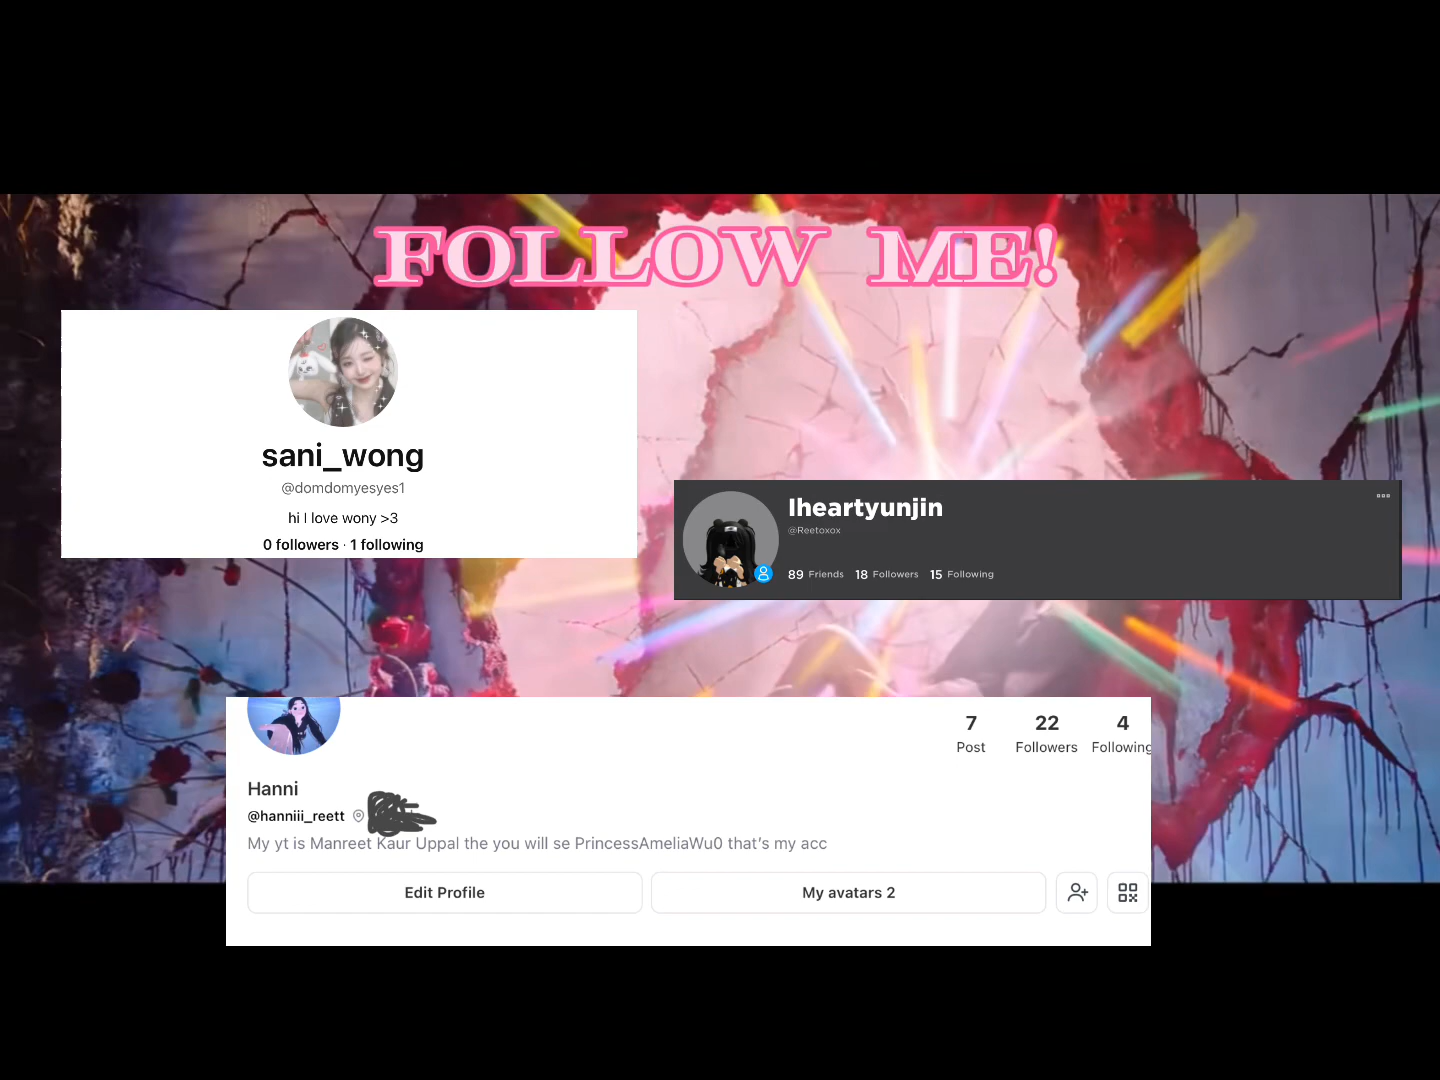 FOLLOW ME!
sani_wong
@domdomyesyes1
hi I love wony >3
0 followers · 1 following
Iheartyunjin
@Reetoxox
89 Friends 18 Followers 15 Following
7 22 4
Post Followers Following
Hanni
@hanniii_reett
My yt is Manreet Kaur Uppal the you will se PrincessAmeliaWu0 that's my acc
Edit Profile My avatars 2